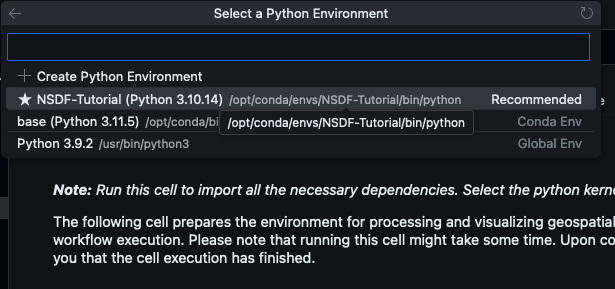 Select a Python Environment
Create Python Environment
NSDF-Tutorial (Python 3.10.14) /opt/conda/envs/NSDF-Tutorial/bin/python Recommended
base (Python 3.11.5) /opt/conda/bi Conda Env
/opt/conda/envs/NSDF-Tutorial/bin/python
Python 3.9.2 /usr/bin/python3 Global Env
Note: Run this cell to import all the necessary dependencies. Select the python kerne
The following cell prepares the environment for processing and visualizing geospatial
workflow execution. Please note that running this cell might take some time. Upon co
you that the cell execution has finished.